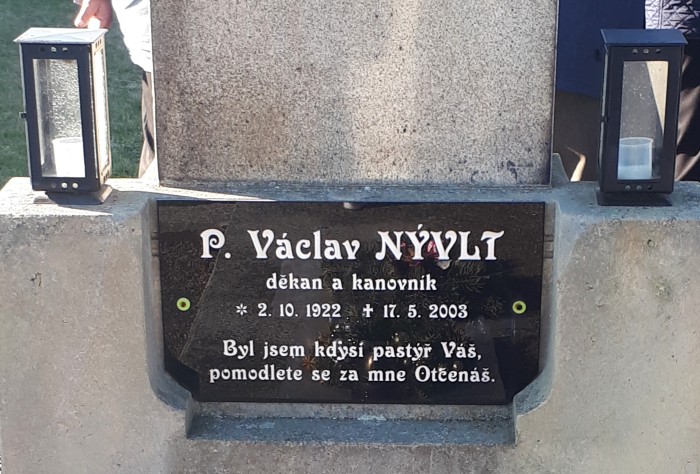 P. Václav NÝVLT
děkan a kanovník
* 2. 10. 1922 ✝ 17. 5. 2003
Byl jsem kdysi pastýř Váš,
pomodlete se za mne Otčenáš.